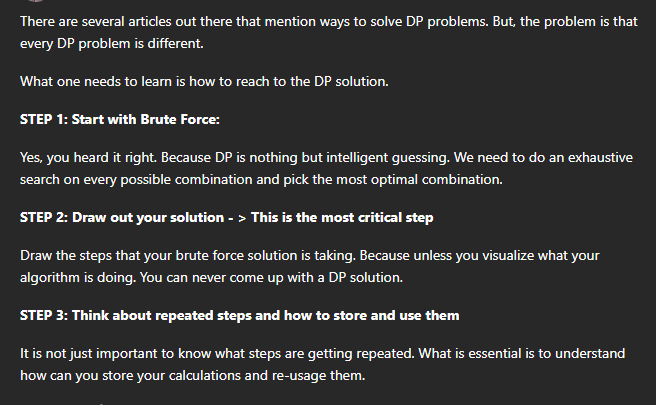 There are several articles out there that mention ways to solve DP problems. But, the problem is that
every DP problem is different.
What one needs to learn is how to reach to the DP solution.
STEP 1: Start with Brute Force:
Yes, you heard it right. Because DP is nothing but intelligent guessing. We need to do an exhaustive
search on every possible combination and pick the most optimal combination.
STEP 2: Draw out your solution - > This is the most critical step
Draw the steps that your brute force solution is taking. Because unless you visualize what your
algorithm is doing. You can never come up with a DP solution.
STEP 3: Think about repeated steps and how to store and use them
It is not just important to know what steps are getting repeated. What is essential is to understand
how can you store your calculations and re-usage them.